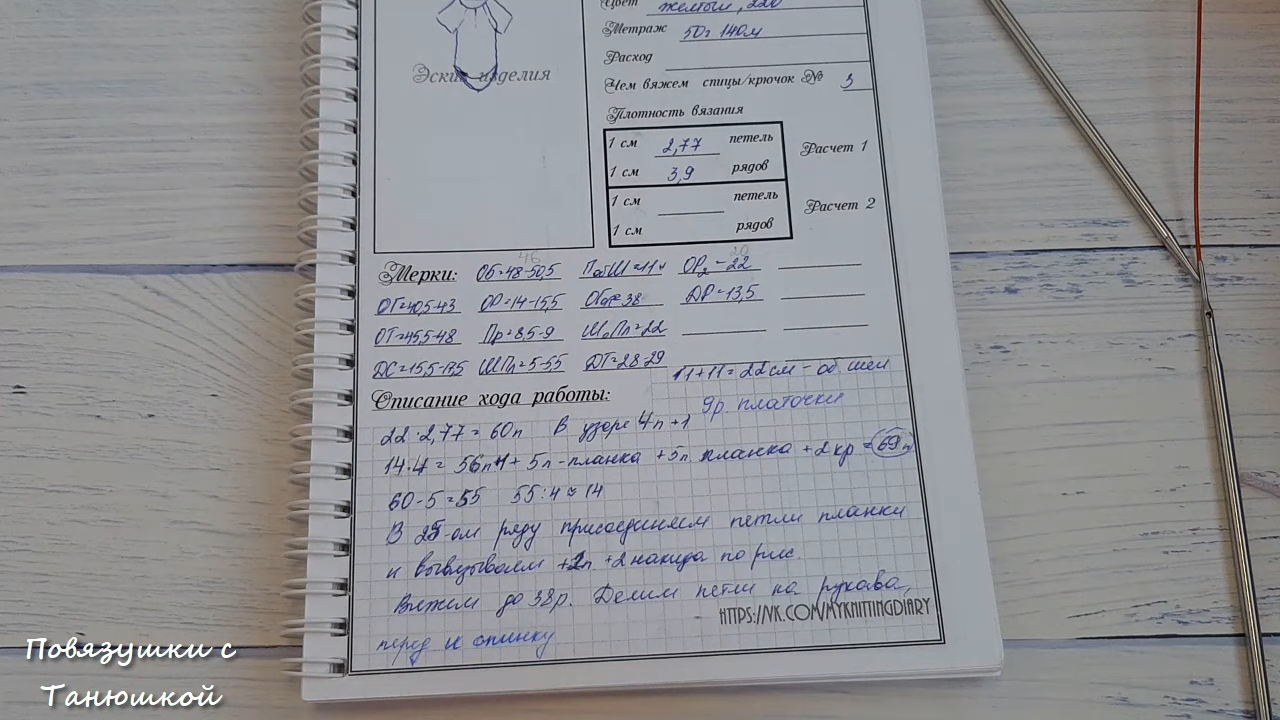 Цвет желтый, 220
Метраж 50г 140м
Эскиз изделия
Расход
Чем вяжем спицы/крючок № 3
Плотность вязания
1 см 2,77 петель
Расчет 1
1 см 3,9 рядов
1 см петель
Расчет 2
1 см рядов
46 20
Мерки: ОГ=48-50,5 ОР2=22
ОТ=40,5-43 ОР=14-15,5 ОБ=38 ДР=13,5
ОТ=45,5-48 Пр=8,5-9 Ш.Пл=22
ДС=15,5-17,5 ШПл=5-5,5 ДТ=28-29
11+11=22см - об. шеи
Описание хода работы:
9р. платочки
22·2,77=60п В узоре 4п+1
14·4=56п+1+5п-планка+5п планка+2кр=69п
60-5=55 55:4≈14
В 25-ом ряду присоединяем петли планки
и вывязываем +2п +2 накида по рис.
Вяжем до 38р. Делим петли на рукава,
перед и спинку
HTTPS://VK.COM/MYKNITTINGDIARY
Повязушки с
Танюшкой